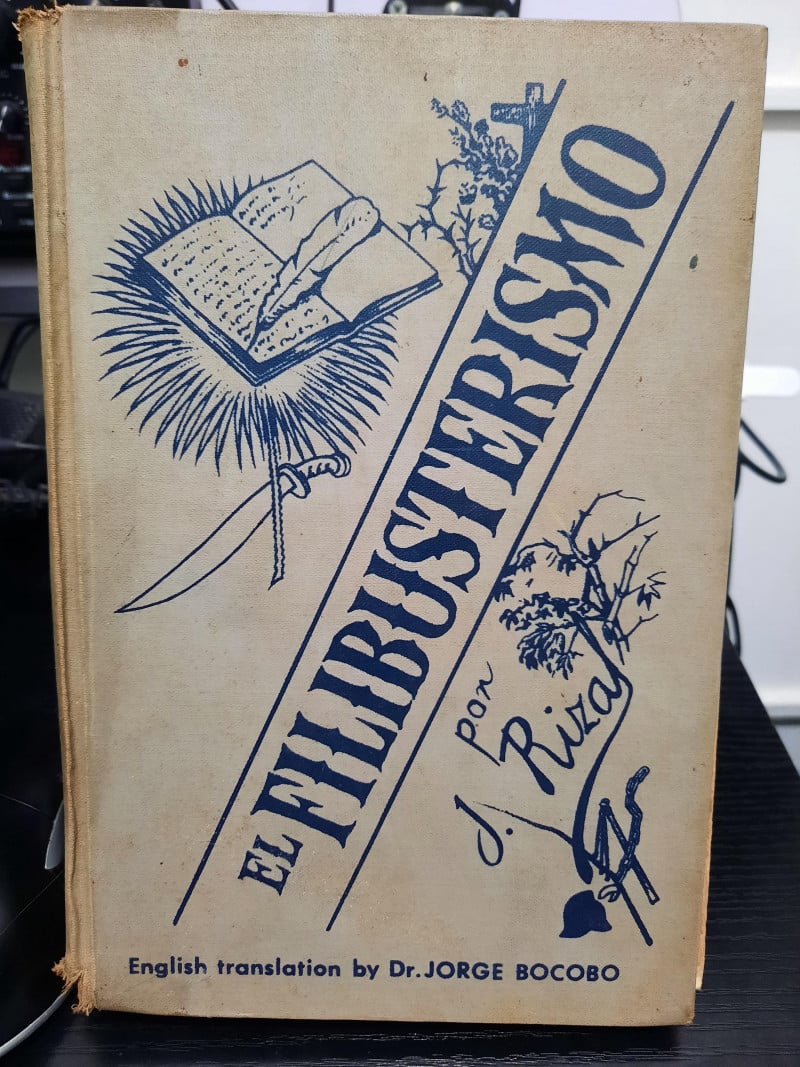 EL FILIBUSTERISMO
por
J. Rizal
English translation by Dr. JORGE BOCOBO